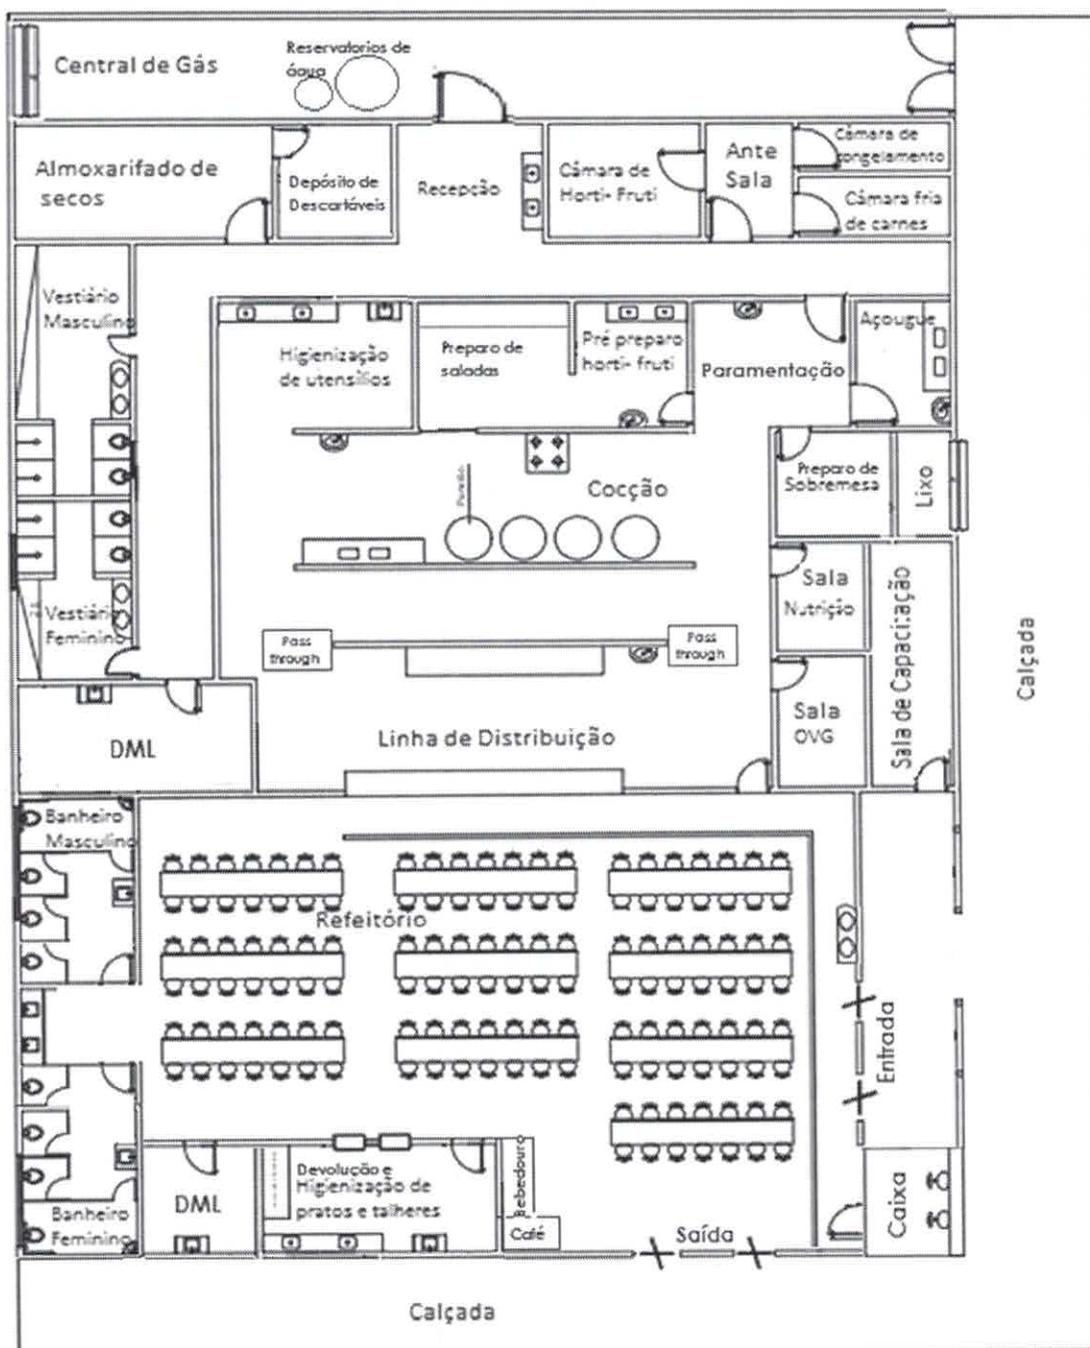 Central de Gás
Reservatorios de
água
Almoxarifado de
secos
Depósito de
Descartáveis
Recepção
Câmara de
Horti- Fruti
Ante
Sala
Câmara de
congelamento
Câmara fria
de carnes
Vestiário
Masculino
Higienização
de utensílios
Preparo de
saladas
Pré preparo
horti- fruti
Paramentação
Açougue
Cocção
Preparo de
Sobremesa
Lixo
Vestiário
Feminino
Sala
Nutrição
Sala de Capacitação
Calçada
Pass
through
Pass
through
DML
Linha de Distribuição
Sala
OVG
Banheiro
Masculino
Refeitório
Entrada
Banheiro
Feminino
DML
Devolução e
Higienização de
pratos e talheres
Bebedouro
Café
Saída
Caixa
Calçada